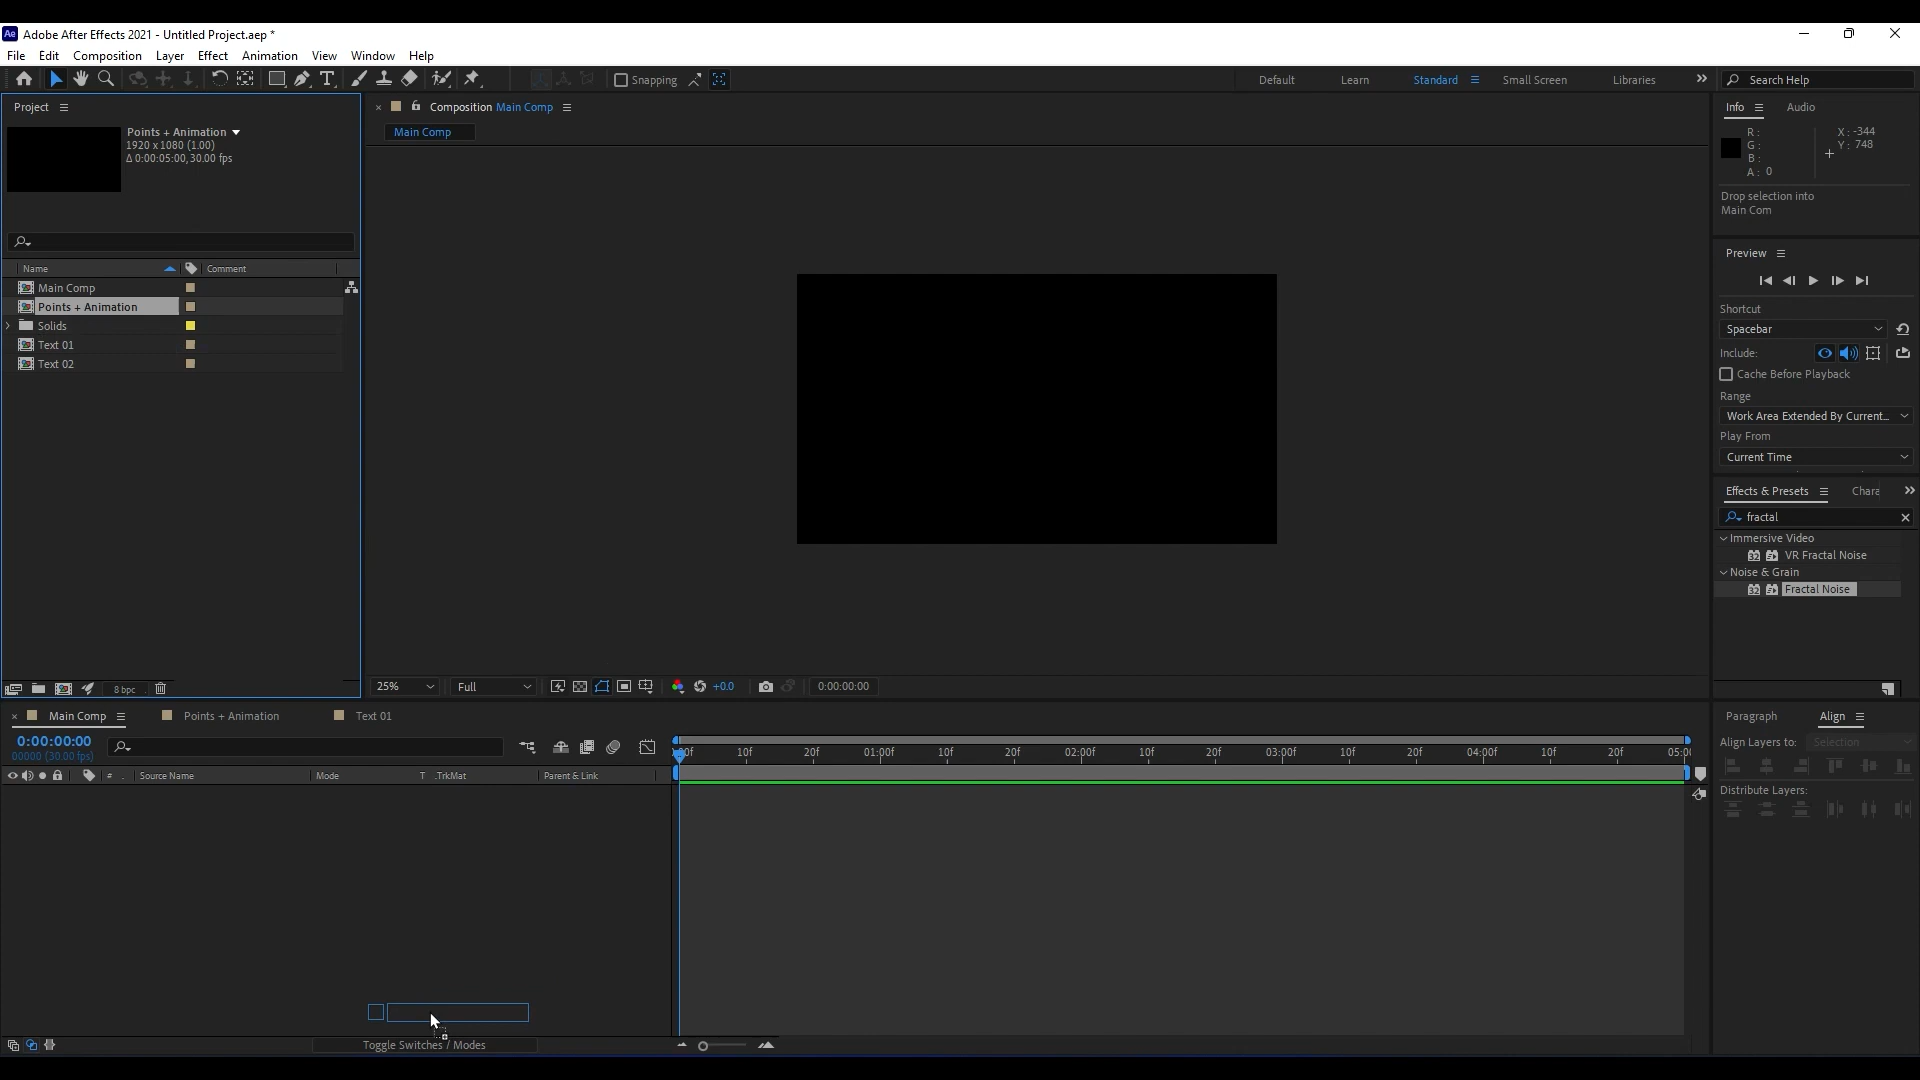 Ae Adobe After Effects 2021 - Untitled Project.aep *
File Edit Composition Layer Effect Animation View Window Help
Snapping
Default Learn Standard Small Screen Libraries Search Help
Project
Composition Main Comp
Main Comp
Points + Animation
1920 x 1080 (1.00)
Δ 0:00:05:00, 30.00 fps
Name Comment
Main Comp
Points + Animation
Solids
Text 01
Text 02
8 bpc
25% Full +0.0 0:00:00:00
Info Audio
R :
G :
B :
A : 0
X : -344
Y : 748
Drop selection into
Main Com
Preview
Shortcut
Spacebar
Include:
Cache Before Playback
Range
Work Area Extended By Current...
Play From
Current Time
Effects & Presets Chara
fractal
Immersive Video
32 VR Fractal Noise
Noise & Grain
32 Fractal Noise
Main Comp Points + Animation Text 01
0:00:00:00
00000 (30.00 fps)
# Source Name Mode T .TrkMat Parent & Link
:00f 10f 20f 01:00f 10f 20f 02:00f 10f 20f 03:00f 10f 20f 04:00f 10f 20f 05:00
Toggle Switches / Modes
Paragraph Align
Align Layers to: Selection
Distribute Layers: